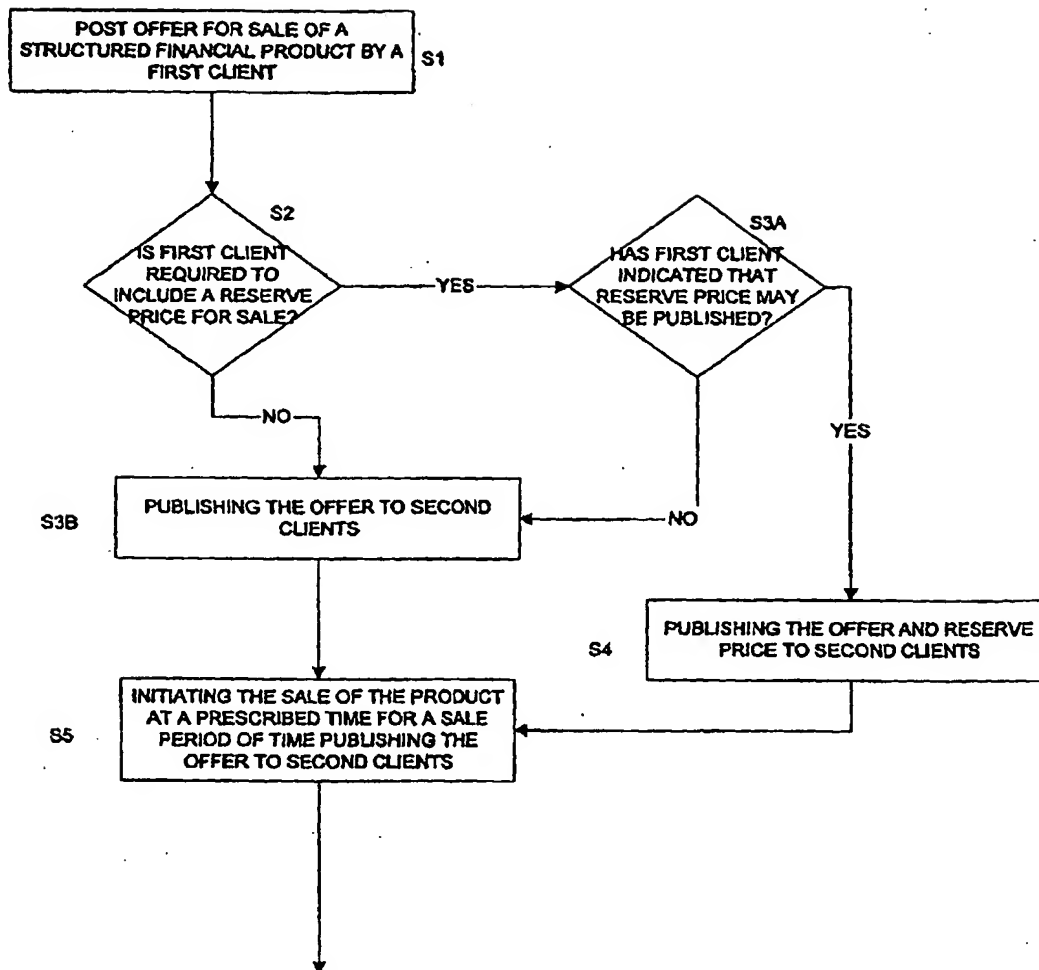 POST OFFER FOR SALE OF A
STRUCTURED FINANCIAL PRODUCT BY A
FIRST CLIENT
S1
S2
IS FIRST CLIENT
REQUIRED TO
INCLUDE A RESERVE
PRICE FOR SALE?
YES
S3A
HAS FIRST CLIENT
INDICATED THAT
RESERVE PRICE MAY
BE PUBLISHED?
NO
YES
S3B
PUBLISHING THE OFFER TO SECOND
CLIENTS
NO
S4
PUBLISHING THE OFFER AND RESERVE
PRICE TO SECOND CLIENTS
S5
INITIATING THE SALE OF THE PRODUCT
AT A PRESCRIBED TIME FOR A SALE
PERIOD OF TIME PUBLISHING THE
OFFER TO SECOND CLIENTS